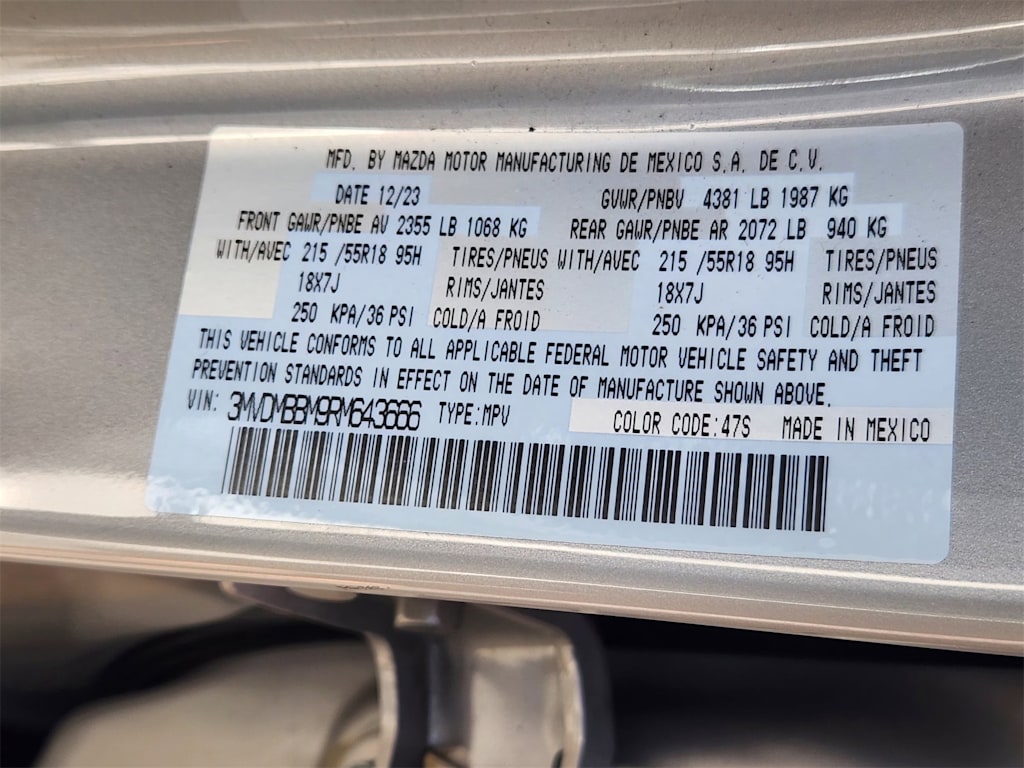 MFD. BY MAZDA MOTOR MANUFACTURING DE MEXICO S.A. DE C.V.
DATE 12/23 GVWR/PNBV 4381 LB 1987 KG
FRONT GAWR/PNBE AV 2355 LB 1068 KG REAR GAWR/PNBE AR 2072 LB 940 KG
WITH/AVEC 215 /55R18 95H TIRES/PNEUS WITH/AVEC 215 /55R18 95H TIRES/PNEUS
18X7J RIMS/JANTES 18X7J RIMS/JANTES
250 KPA/36 PSI COLD/A FROID 250 KPA/36 PSI COLD/A FROID
THIS VEHICLE CONFORMS TO ALL APPLICABLE FEDERAL MOTOR VEHICLE SAFETY AND THEFT
PREVENTION STANDARDS IN EFFECT ON THE DATE OF MANUFACTURE SHOWN ABOVE.
VIN: 3MVDMBBM9RM643666 TYPE:MPV COLOR CODE:47S MADE IN MEXICO